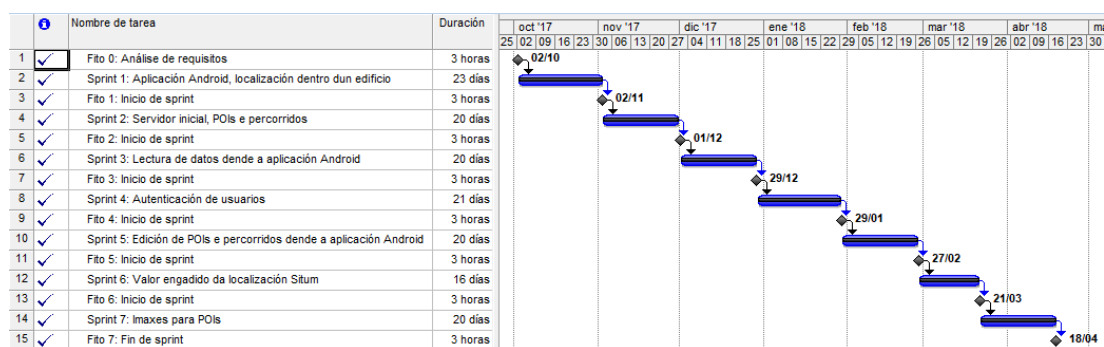 Nombre de tarea Duración oct '17 nov '17 dic '17 ene '18 feb '18 mar '18 abr '18 ma
25 02 09 16 23 30 06 13 20 27 04 11 18 25 01 08 15 22 29 05 12 19 26 05 12 19 26 02 09 16 23 30
1 Fito 0: Análise de requisitos 3 horas 02/10
2 Sprint 1: Aplicación Android, localización dentro dun edificio 23 días
3 Fito 1: Inicio de sprint 3 horas 02/11
4 Sprint 2: Servidor inicial, POIs e percorridos 20 días
5 Fito 2: Inicio de sprint 3 horas 01/12
6 Sprint 3: Lectura de datos dende a aplicación Android 20 días
7 Fito 3: Inicio de sprint 3 horas 29/12
8 Sprint 4: Autenticación de usuarios 21 días
9 Fito 4: Inicio de sprint 3 horas 29/01
10 Sprint 5: Edición de POIs e percorridos dende a aplicación Android 20 días
11 Fito 5: Inicio de sprint 3 horas 27/02
12 Sprint 6: Valor engadido da localización Situm 16 días
13 Fito 6: Inicio de sprint 3 horas 21/03
14 Sprint 7: Imaxes para POIs 20 días
15 Fito 7: Fin de sprint 3 horas 18/04